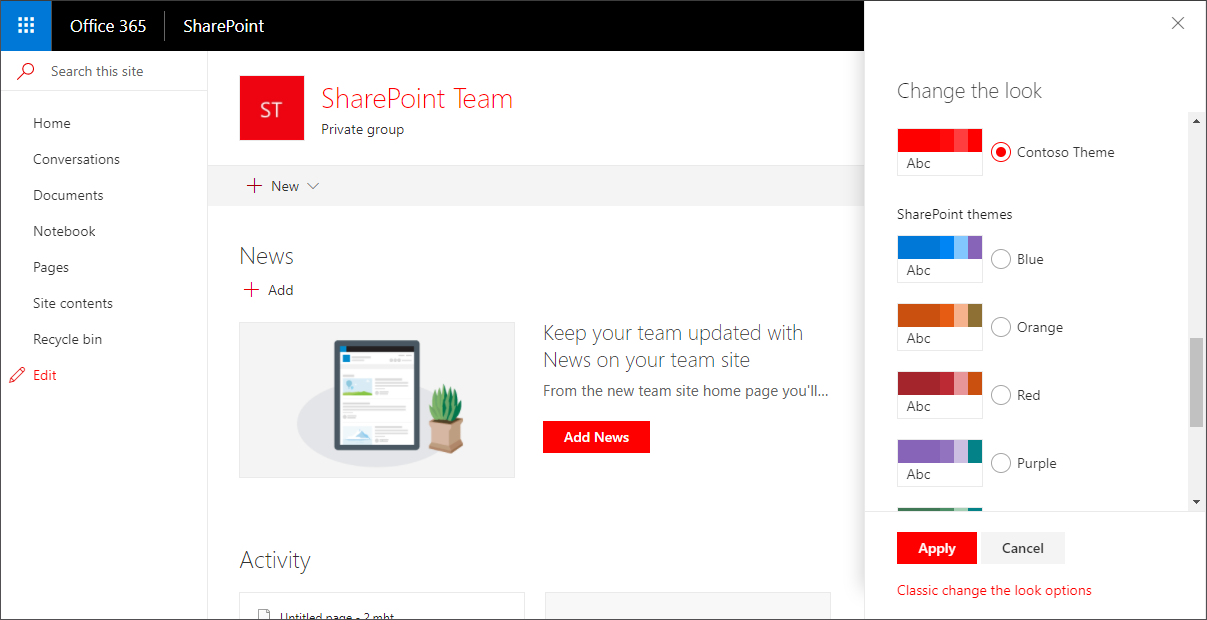 Office 365
SharePoint
Search this site
Home
Conversations
Documents
Notebook
Pages
Site contents
Recycle bin
Edit
ST
SharePoint Team
Private group
New
News
Add
Keep your team updated with
News on your team site
From the new team site home page you'll...
Add News
Activity
Untitled page - 2.mht
Change the look
Abc
Contoso Theme
SharePoint themes
Abc
Blue
Abc
Orange
Abc
Red
Abc
Purple
Apply
Cancel
Classic change the look options